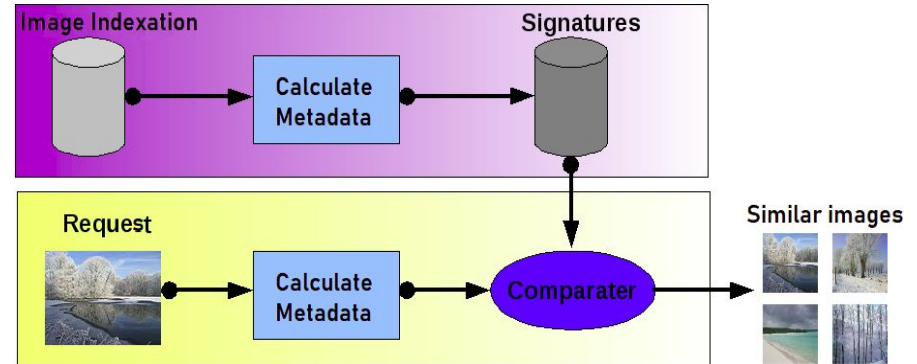 Image Indexation
Signatures
Calculate
Metadata
Request
Calculate
Metadata
Comparater
Similar images